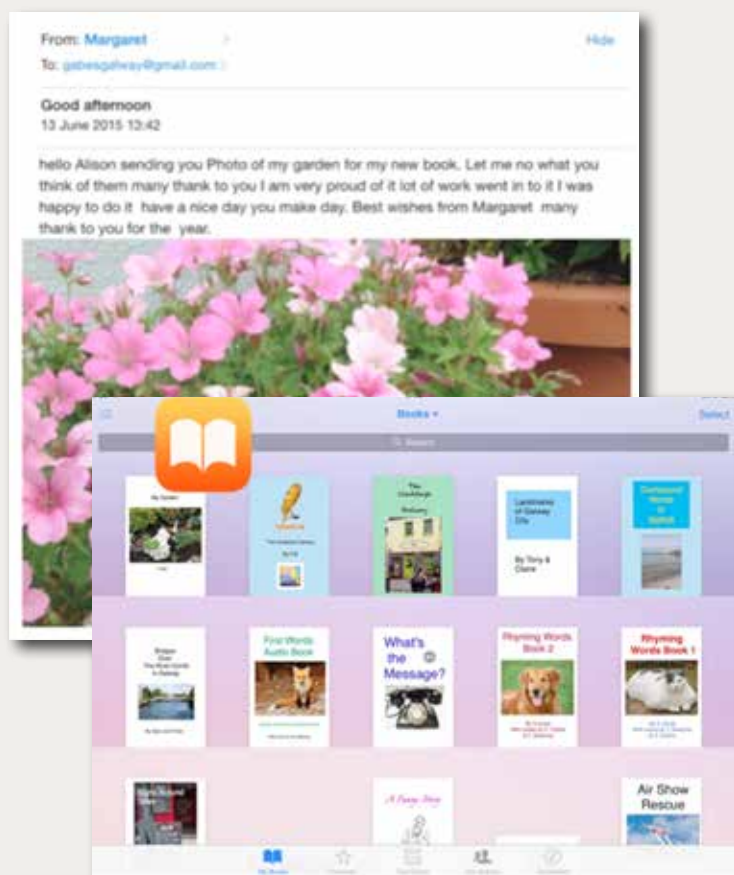 From: Margaret
Hide
To: gabesgalway@gmail.com
Good afternoon
13 June 2015 13:42
hello Alison sending you Photo of my garden for my new book. Let me no what you
think of them many thank to you I am very proud of it lot of work went in to it I was
happy to do it have a nice day you make day. Best wishes from Margaret many
thank to you for the year.
Books
Select
Search
My Garden
The
Claddagh
Landmarks
of Galway
City
By Tony &
Claire
Compound
Words
Bridges
Over
The River Corrib
In Galway
First Words
Audio Book
What's
the
Message?
Rhyming Words
Book 2
Rhyming
Words Book 1
A Funny Story
Air Show
Rescue
My Books